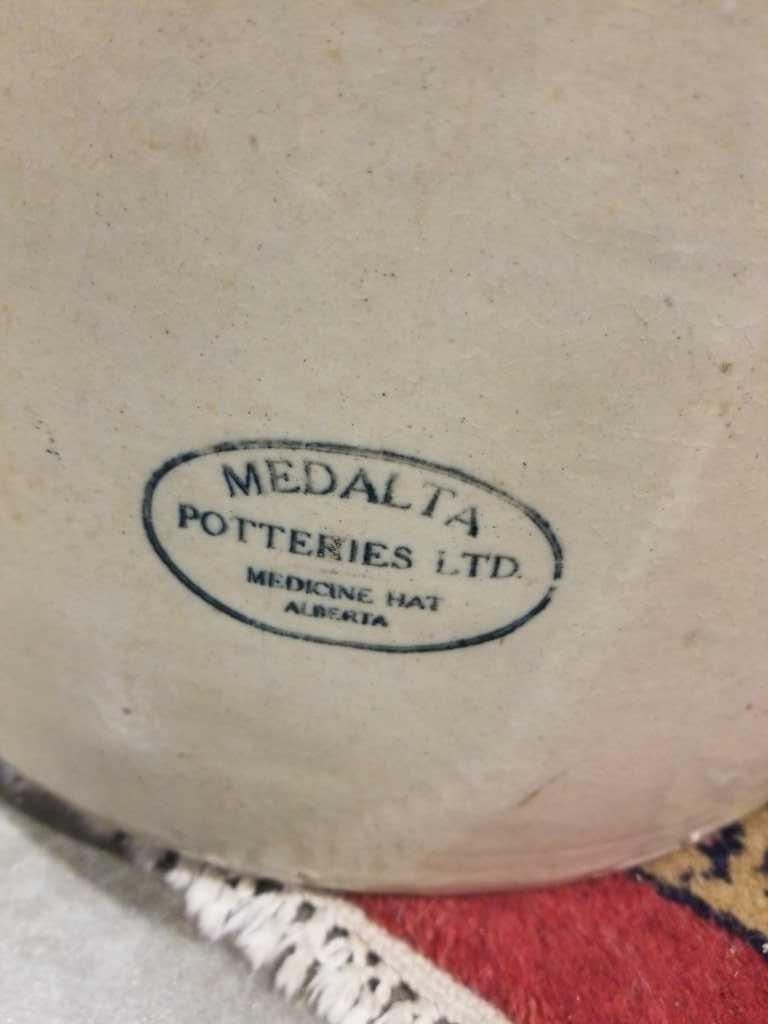 MEDALTA
POTTERIES LTD.
MEDICINE HAT
ALBERTA